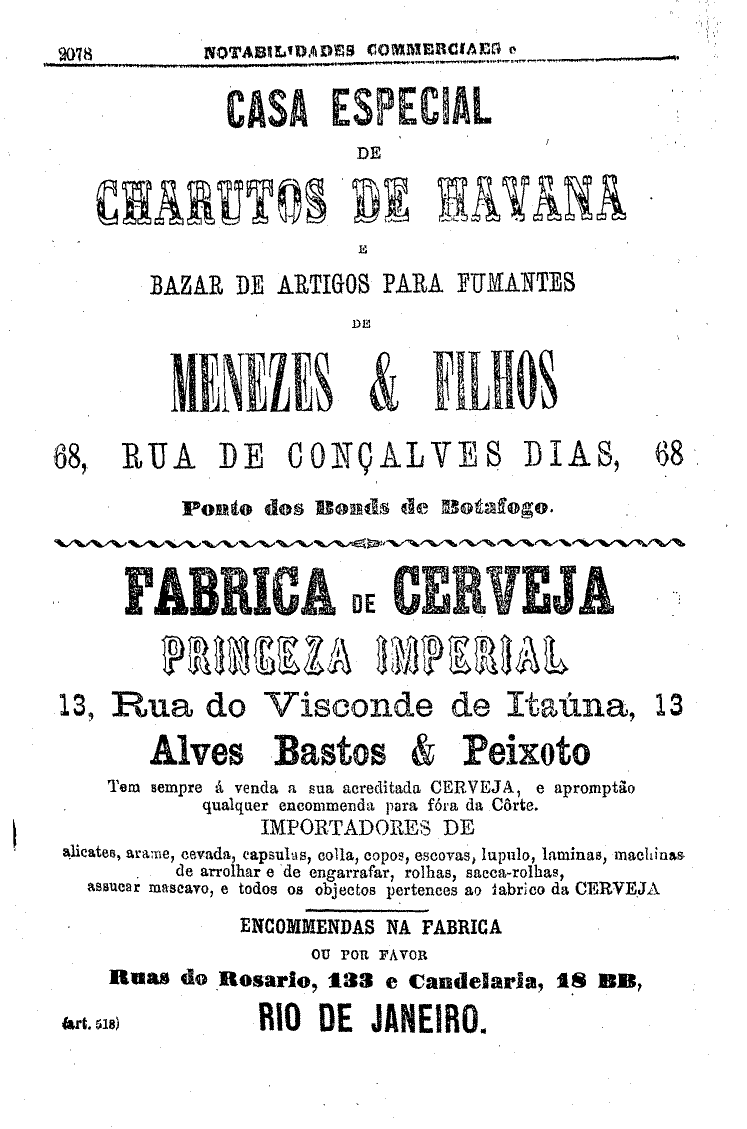 2078 NOTABILIDADES COMMERCIAES e
CASA ESPECIAL
DE
CHARUTOS DE HAVANA
E
BAZAR DE ARTIGOS PARA FUMANTES
DE
MENEZES & FILHOS
68, RUA DE GONÇALVES DIAS, 68
Ponto dos Bonds de Botafogo.
FABRICA DE CERVEJA
PRINCEZA IMPERIAL
13, Rua do Visconde de Itaúna, 13
Alves Bastos & Peixoto
Tem sempre á venda a sua acreditada CERVEJA, e apromptão
qualquer encommenda para fóra da Côrte.
IMPORTADORES DE
alicates, arame, cevada, capsulas, colla, copos, escovas, lupulo, laminas, machinas
de arrolhar e de engarrafar, rolhas, sacca-rolhas,
assucar mascavo, e todos os objectos pertences ao fabrico da CERVEJA
ENCOMMENDAS NA FABRICA
OU POR FAVOR
Ruas do Rosario, 133 e Candelaria, 18 BB,
(art. 518) RIO DE JANEIRO.